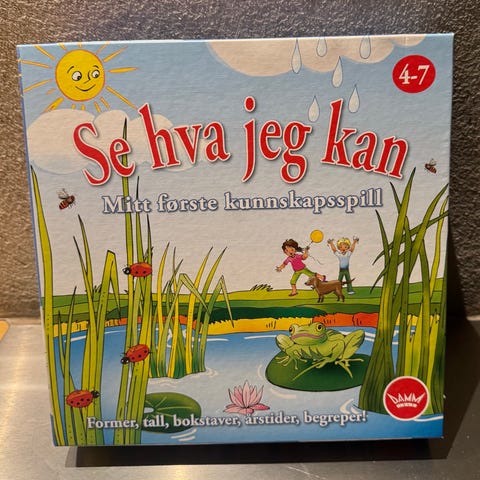 4-7
Se hva jeg kan
Mitt første kunnskapsspill
DAMM
Former, tall, bokstaver, årstider, begreper!